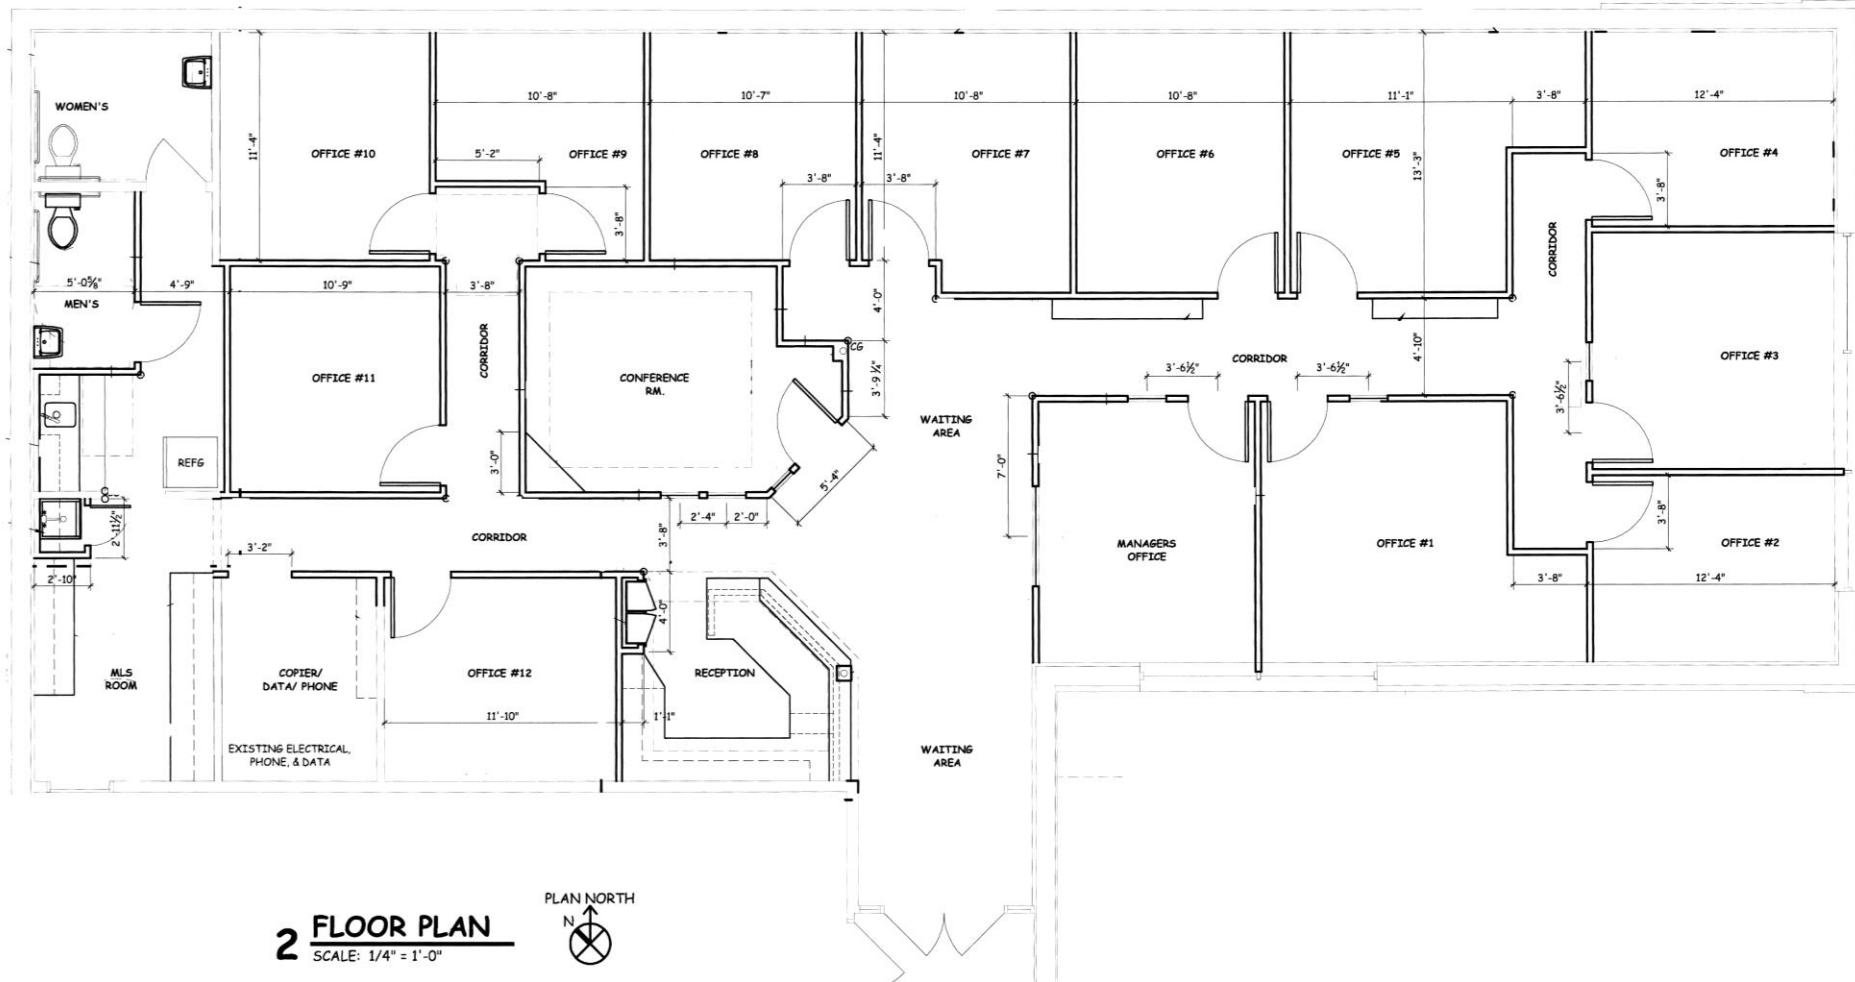 10'-8"
10'-7"
10'-8"
10'-8"
11'-1"
3'-8"
12'-4"
WOMEN'S
11'-4"
OFFICE #10
5'-2"
OFFICE #9
OFFICE #8
11'-4"
OFFICE #7
OFFICE #6
OFFICE #5
13'-3"
OFFICE #4
3'-8"
3'-8"
3'-8"
3'-8"
CORRIDOR
5'-0⅝"
4'-9"
10'-9"
3'-8"
4'-0"
MEN'S
CORRIDOR
CG
CORRIDOR
4'-10"
OFFICE #3
OFFICE #11
CONFERENCE
RM.
3'-9 ¼"
3'-6½"
3'-6½"
3'-6½"
WAITING
AREA
REFG
3'-0"
7'-0"
5'-4"
2'-11½"
2'-4"
2'-0"
3'-8"
3'-8"
CORRIDOR
MANAGERS
OFFICE
OFFICE #1
OFFICE #2
3'-2"
2'-10"
3'-8"
12'-4"
4'-0"
MLS
ROOM
COPIER/
DATA/ PHONE
OFFICE #12
RECEPTION
11'-10"
1'-1"
EXISTING ELECTRICAL,
PHONE, & DATA
WAITING
AREA
2 FLOOR PLAN
SCALE: 1/4" = 1'-0"
PLAN NORTH
N